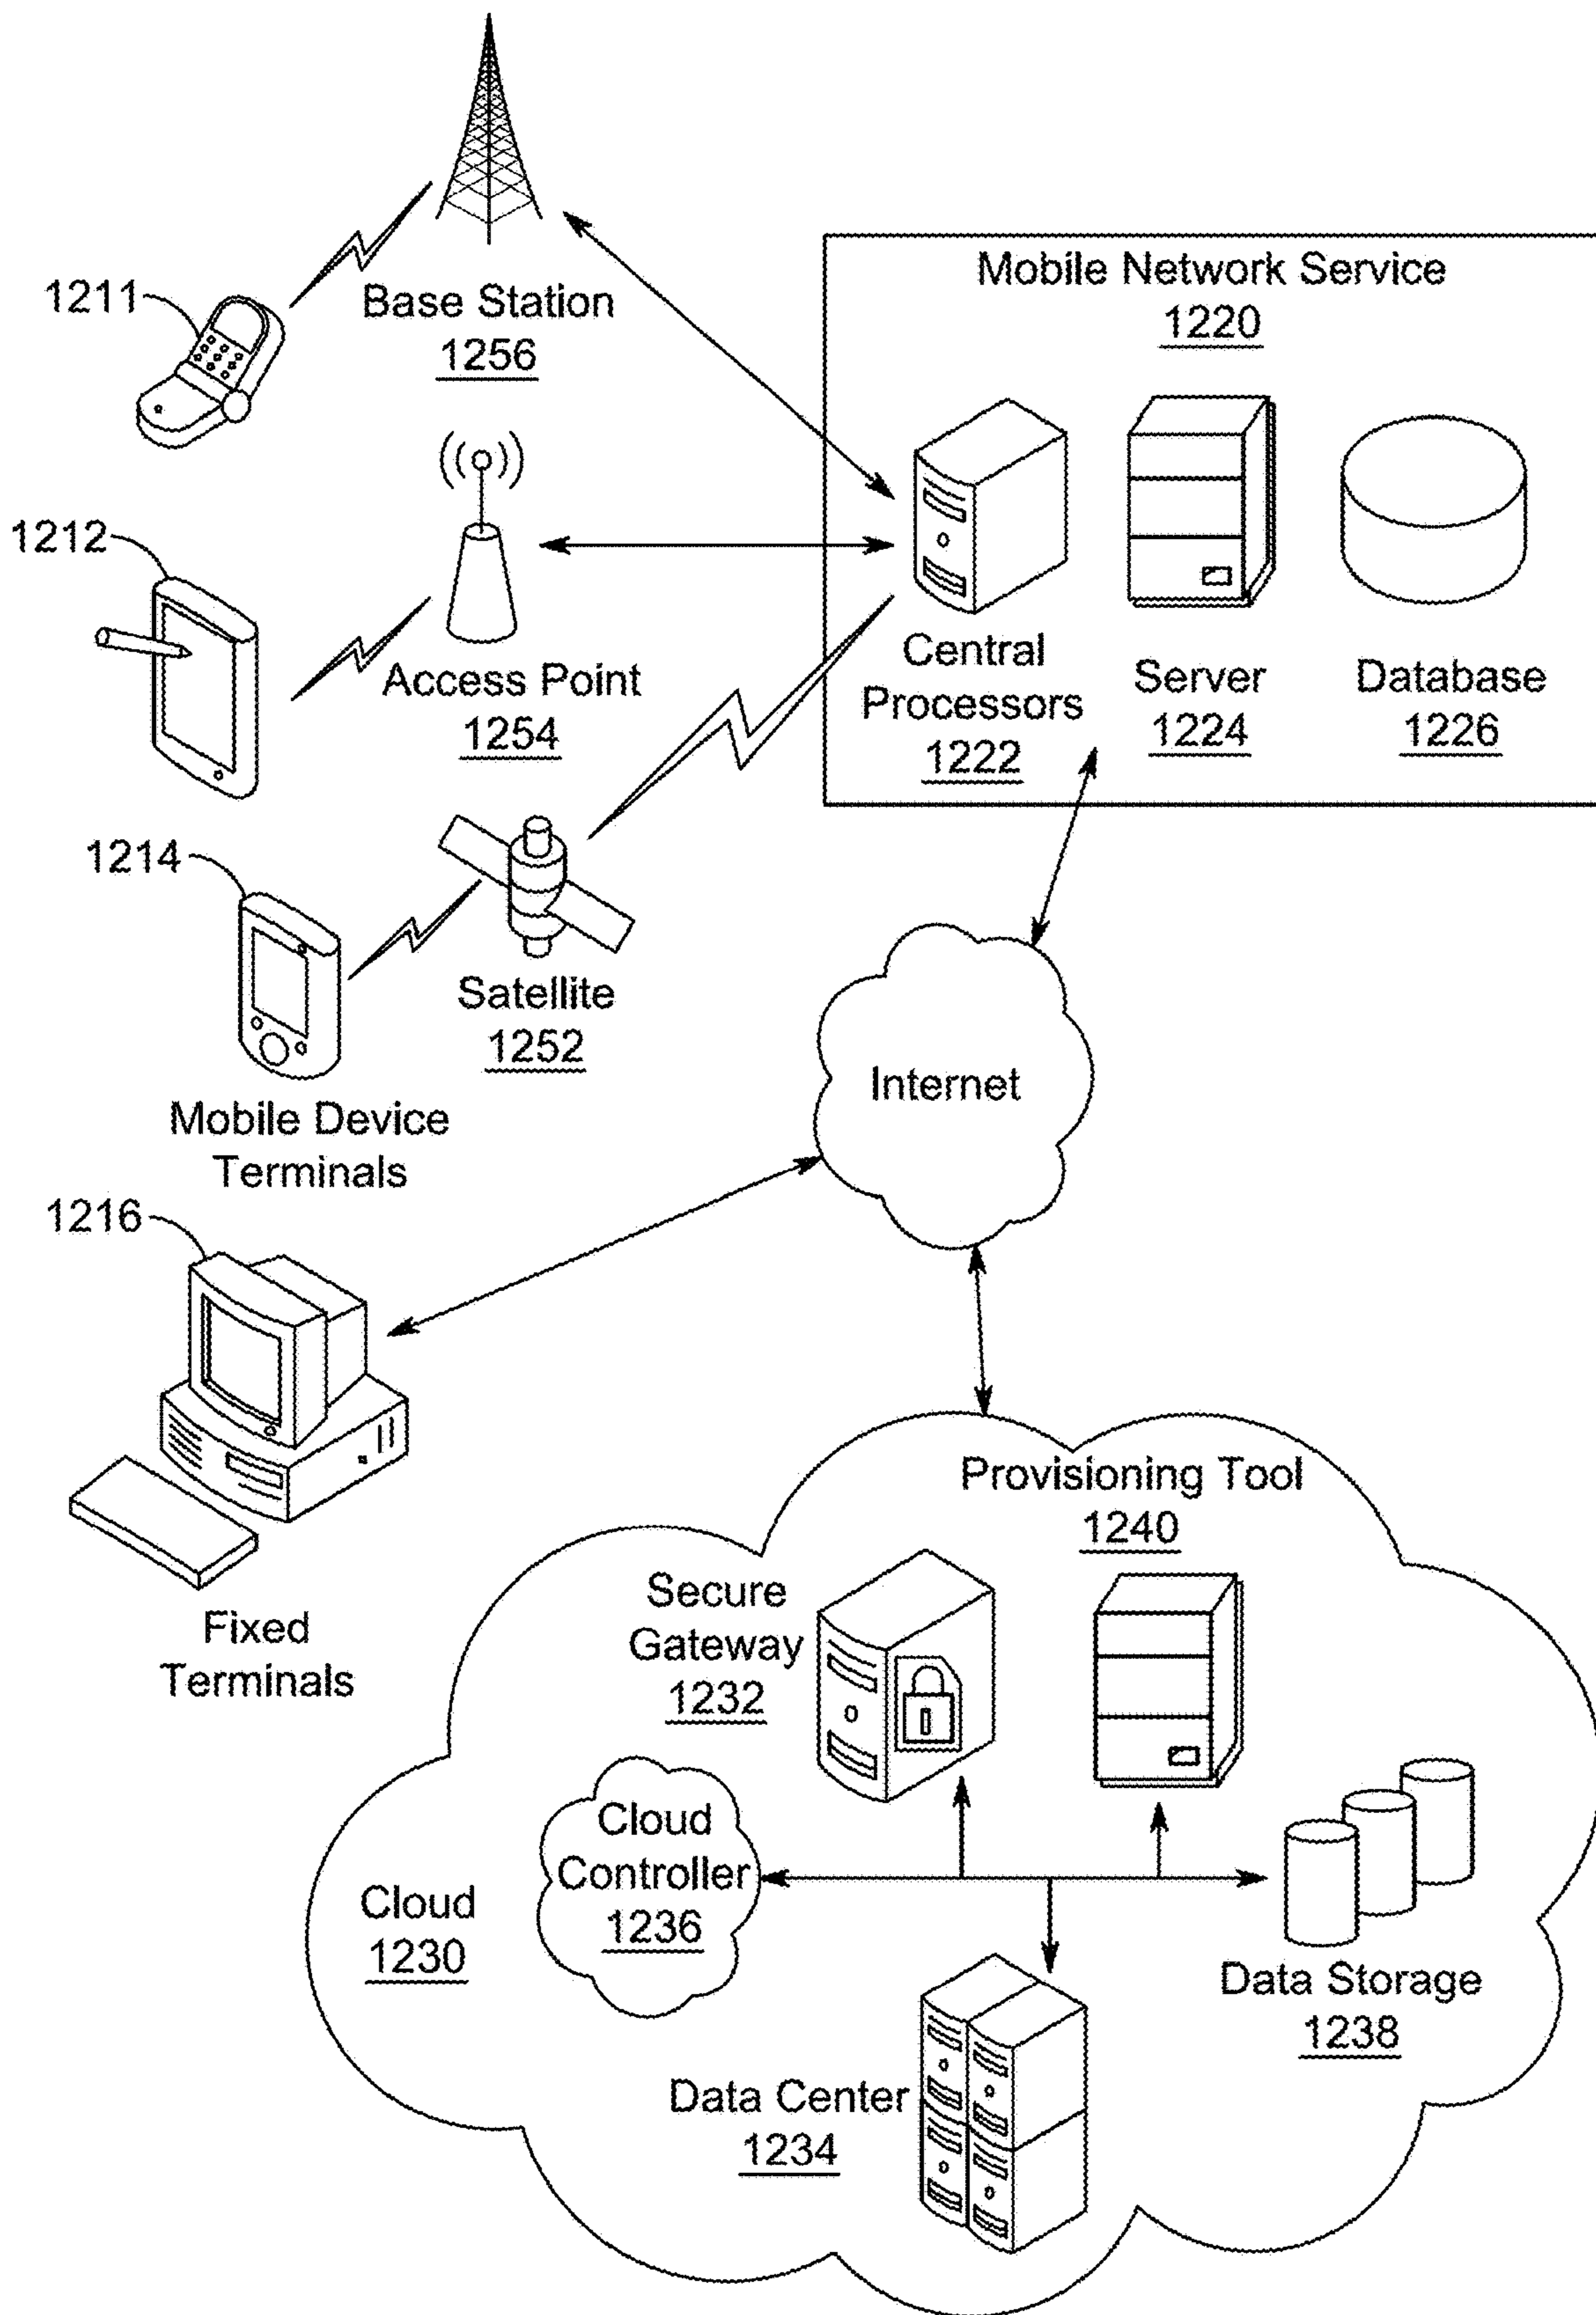 Base Station
1256
1211
Mobile Network Service
1220
1212
Access Point
1254
Central
Processors
1222
Server
1224
Database
1226
1214
Satellite
1252
Mobile Device
Terminals
Internet
1216
Fixed
Terminals
Provisioning Tool
1240
Secure
Gateway
1232
Cloud
Controller
1236
Cloud
1230
Data Storage
1238
Data Center
1234